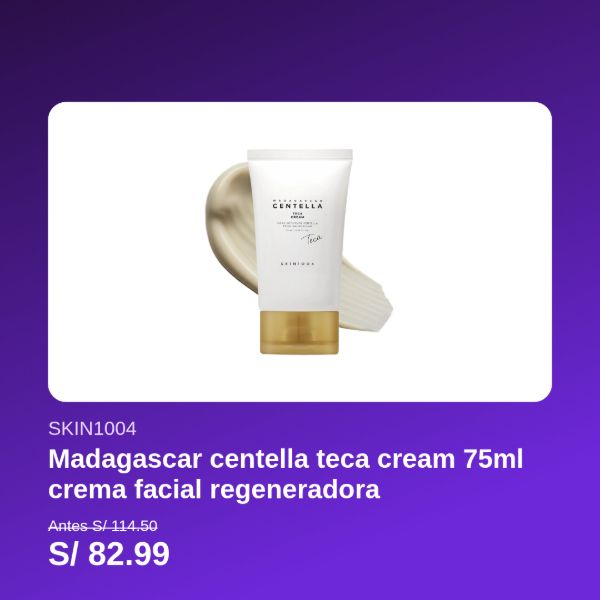 MADAGASCAR
CENTELLA
TECA
CREAM
Teca
SKIN1004
SKIN1004
Madagascar centella teca cream 75ml
crema facial regeneradora
Antes S/ 114.50
S/ 82.99